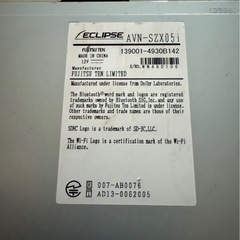 ECLIPSE AVN-SZX05i
FUJITSU TEN 139001-4930B142
MADE IN CHINA
12V
Manufacturer
FUJITSU TEN LIMITED
Manufactured under license from Dolby Laboratories.
The Bluetooth® word mark and logos are registered
trademarks owned by Bluetooth SIG, Inc. and any
use of such marks by Fujitsu Ten Limited is under
license. Other trademarks and trade names are those
of their respective owners.
SDHC Logo is a trademark of SD-3C, LLC.
The Wi-Fi Logo is a certification mark of the Wi-Fi
Alliance.
007-AB0076
AD13-0062005